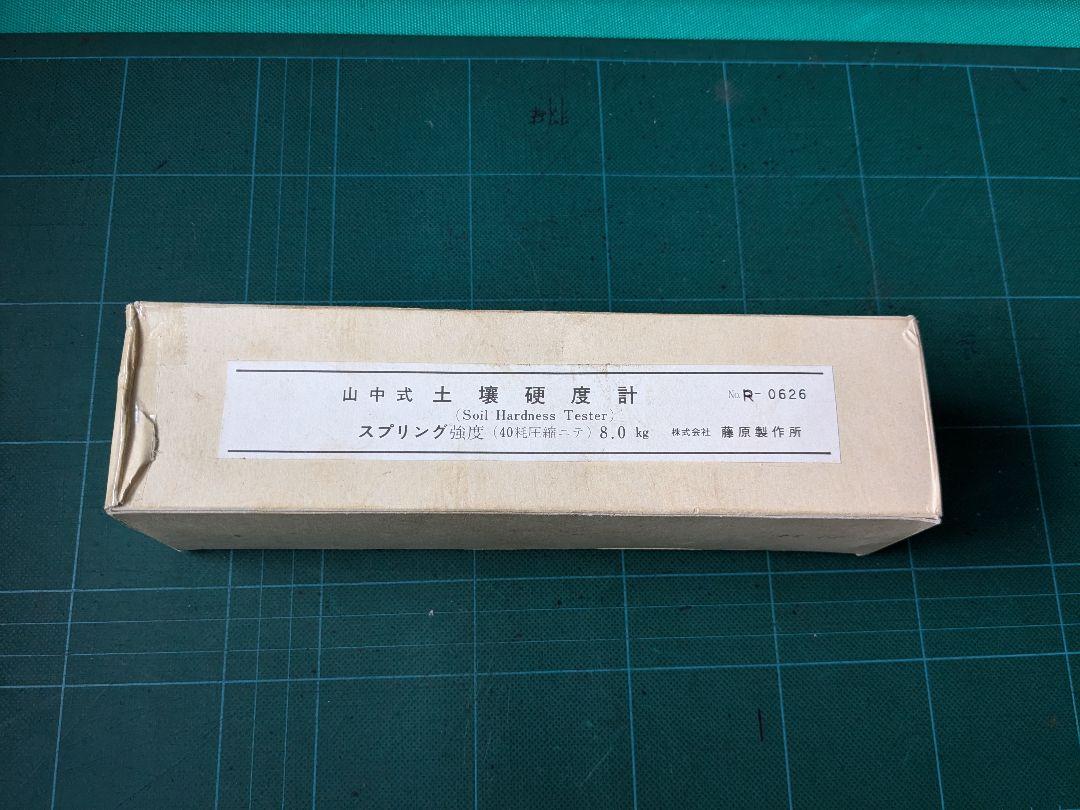 山中式 土壌硬度計 No. R-0626
(Soil Hardness Tester)
スプリング強度 (40粍圧縮ニテ) 8.0 kg 株式会社 藤原製作所